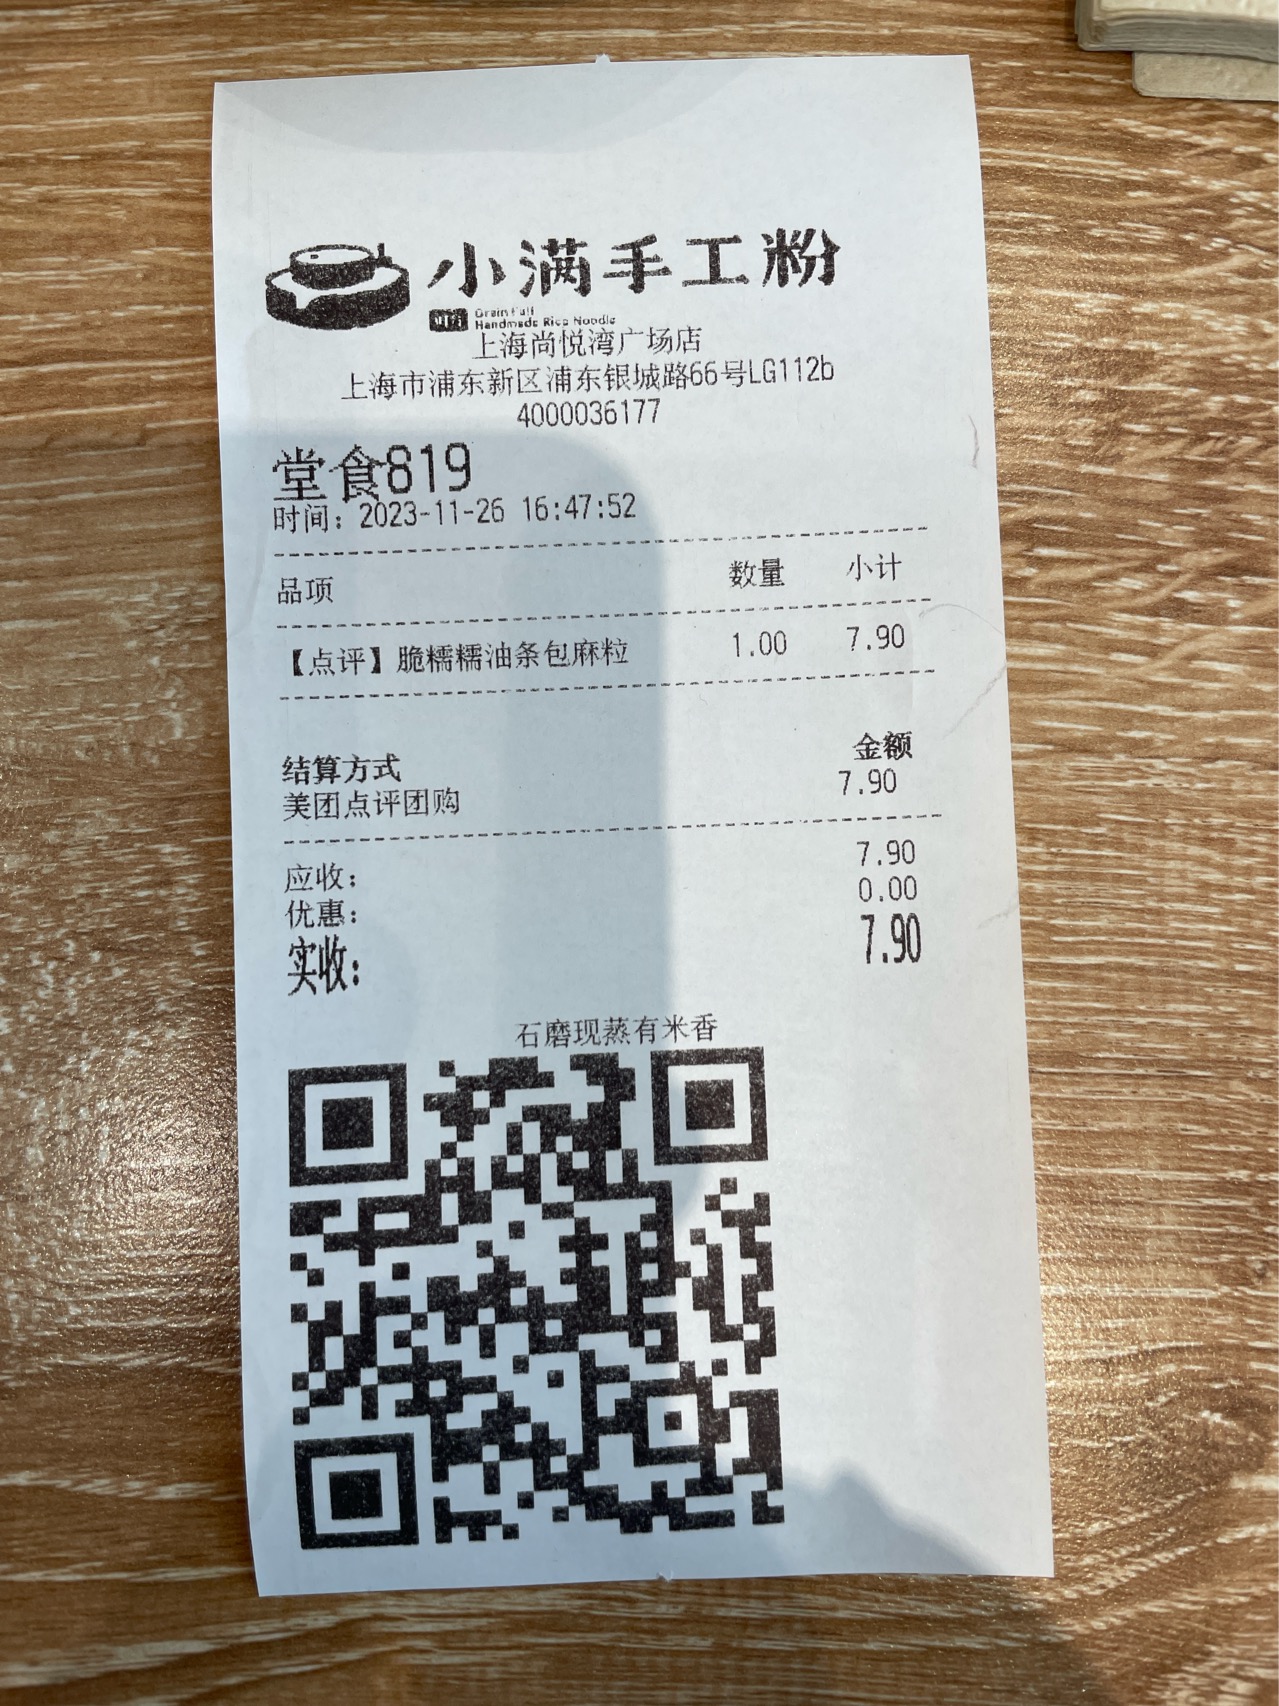 小满手工粉
Grain Full
Handmade Rice Noodle
上海尚悦湾广场店
上海市浦东新区浦东银城路66号LG112b
4000036177
堂食819
时间：2023-11-26 16:47:52
品项 数量 小计
【点评】脆糯糯油条包麻粒 1.00 7.90
结算方式 金额
美团点评团购 7.90
应收： 7.90
优惠： 0.00
实收： 7.90
石磨现蒸有米香